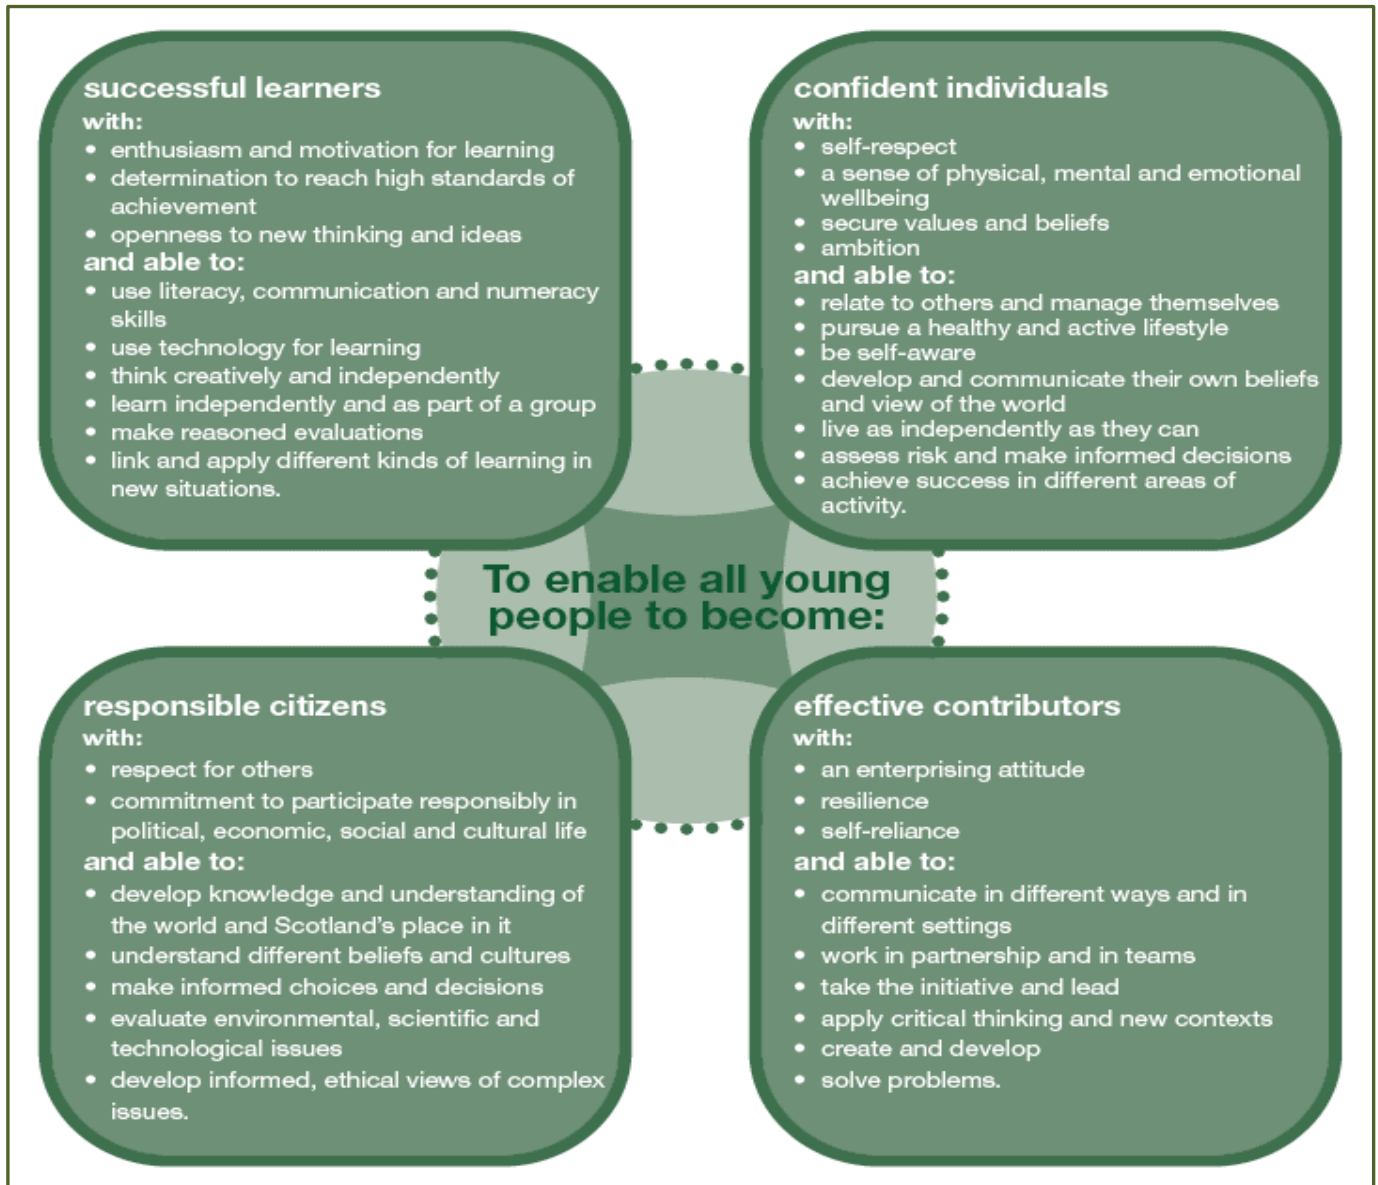 successful learners
with:
• enthusiasm and motivation for learning
• determination to reach high standards of
achievement
• openness to new thinking and ideas
and able to:
• use literacy, communication and numeracy
skills
• use technology for learning
• think creatively and independently
• learn independently and as part of a group
• make reasoned evaluations
• link and apply different kinds of learning in
new situations.
confident individuals
with:
• self-respect
• a sense of physical, mental and emotional
wellbeing
• secure values and beliefs
• ambition
and able to:
• relate to others and manage themselves
• pursue a healthy and active lifestyle
• be self-aware
• develop and communicate their own beliefs
and view of the world
• live as independently as they can
• assess risk and make informed decisions
• achieve success in different areas of
activity.
To enable all young
people to become:
responsible citizens
with:
• respect for others
• commitment to participate responsibly in
political, economic, social and cultural life
and able to:
• develop knowledge and understanding of
the world and Scotland's place in it
• understand different beliefs and cultures
• make informed choices and decisions
• evaluate environmental, scientific and
technological issues
• develop informed, ethical views of complex
issues.
effective contributors
with:
• an enterprising attitude
• resilience
• self-reliance
and able to:
• communicate in different ways and in
different settings
• work in partnership and in teams
• take the initiative and lead
• apply critical thinking and new contexts
• create and develop
• solve problems.